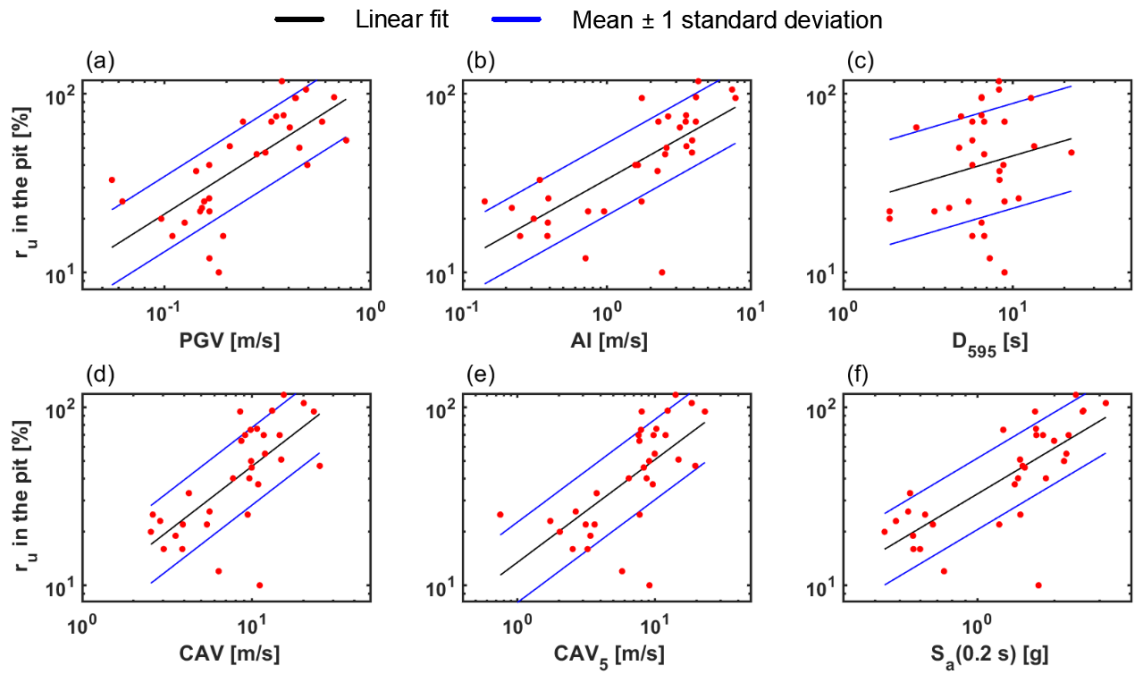 Linear fit Mean ± 1 standard deviation
(a) (b) (c)
r_u in the pit [%]
10² 10² 10²
10¹ 10¹ 10¹
10⁻¹ 10⁰ 10⁻¹ 10⁰ 10¹ 10⁰ 10¹
PGV [m/s] AI [m/s] D₅₉₅ [s]
(d) (e) (f)
r_u in the pit [%]
10² 10² 10²
10¹ 10¹ 10¹
10⁰ 10¹ 10⁰ 10¹ 10⁰
CAV [m/s] CAV₅ [m/s] Sₐ(0.2 s) [g]